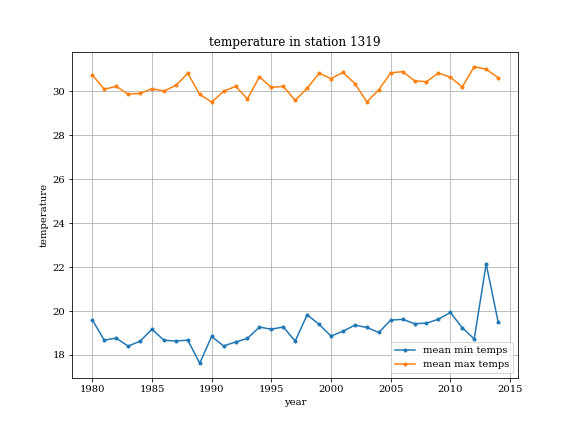 temperature in station 1319
temperature
30
28
26
24
22
20
18
mean min temps
mean max temps
1980 1985 1990 1995 2000 2005 2010 2015
year